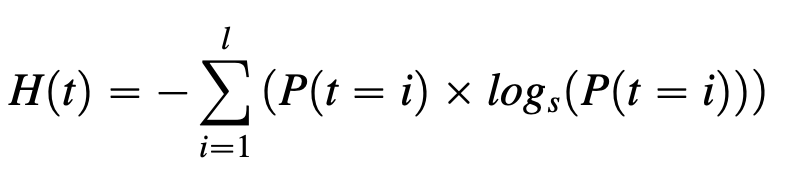 H(t) = − ∑_{i=1}^{l} (P(t = i) × log_s(P(t = i)))